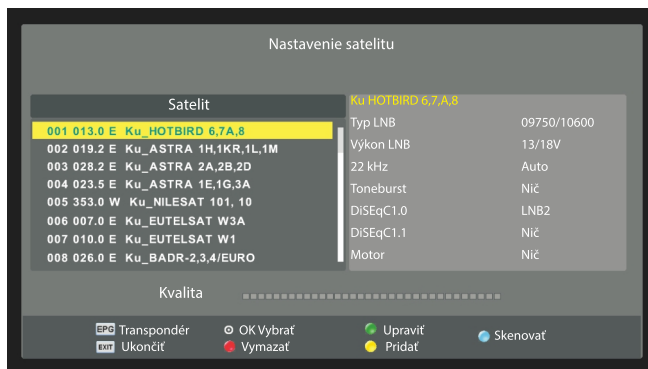 Nastavenie satelitu
Satelit
001 013.0 E Ku_HOTBIRD 6,7A,8
002 019.2 E Ku_ASTRA 1H,1KR,1L,1M
003 028.2 E Ku_ASTRA 2A,2B,2D
004 023.5 E Ku_ASTRA 1E,1G,3A
005 353.0 W Ku_NILESAT 101, 10
006 007.0 E Ku_EUTELSAT W3A
007 010.0 E Ku_EUTELSAT W1
008 026.0 E Ku_BADR-2,3,4/EURO
Ku HOTBIRD 6,7,A,8
Typ LNB 09750/10600
Výkon LNB 13/18V
22 kHz Auto
Toneburst Nič
DiSEqC1.0 LNB2
DiSEqC1.1 Nič
Motor Nič
Kvalita
EPG Transpondér OK Vybrať Upraviť Skenovať
EXIT Ukončiť Vymazať Pridať